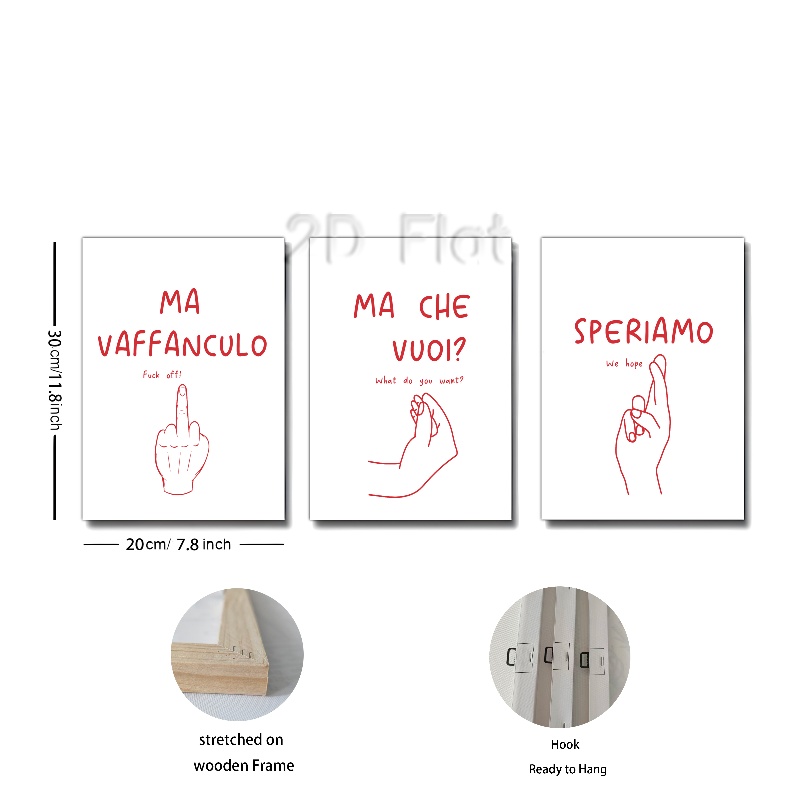 2D Flat
MA
VAFFANCULO
Fuck off!
MA CHE
VUOI?
What do you want?
SPERIAMO
We hope
30cm/11.8inch
20cm/ 7.8 inch
stretched on
wooden Frame
Hook
Ready to Hang